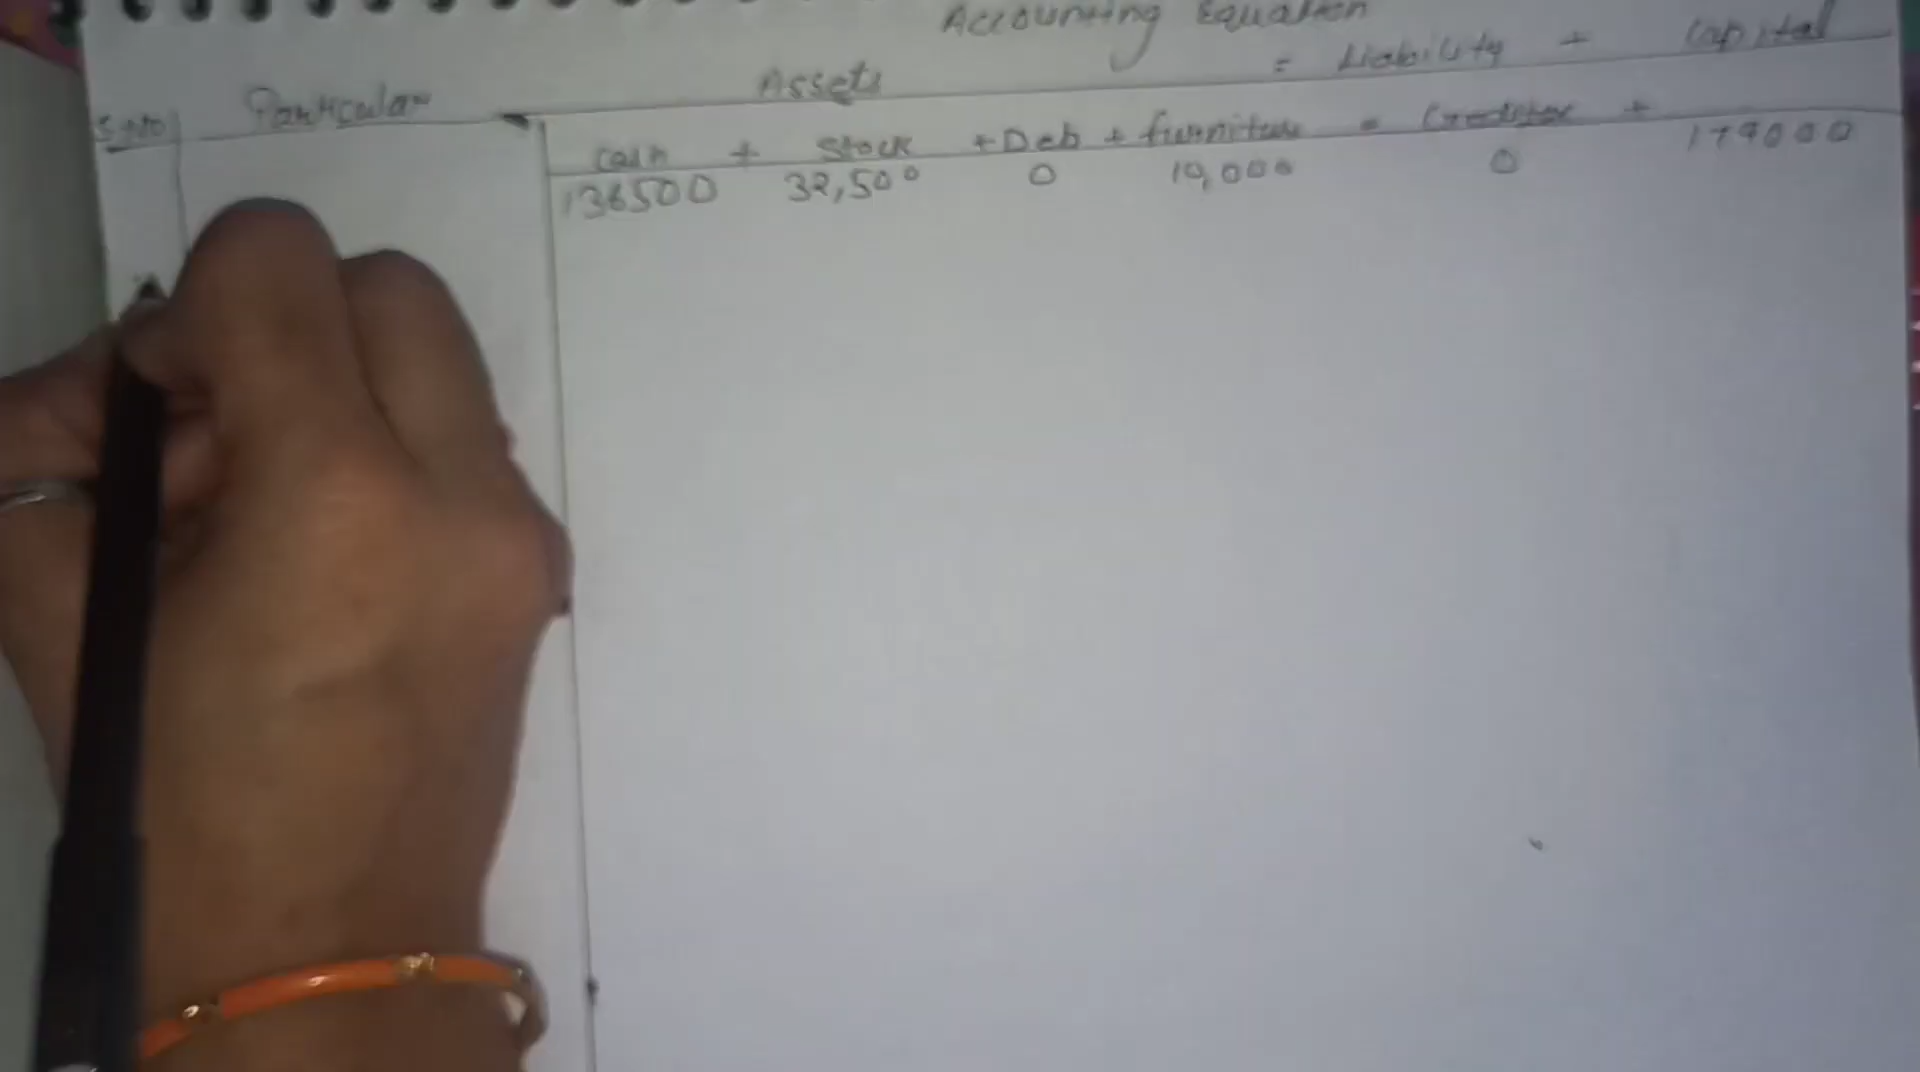 Accounting Equation
Assets = Liability + Capital
S.No Particular
Cash + Stock + Deb + furniture = Creditor +
136500 32,500 0 10,000 0 179000